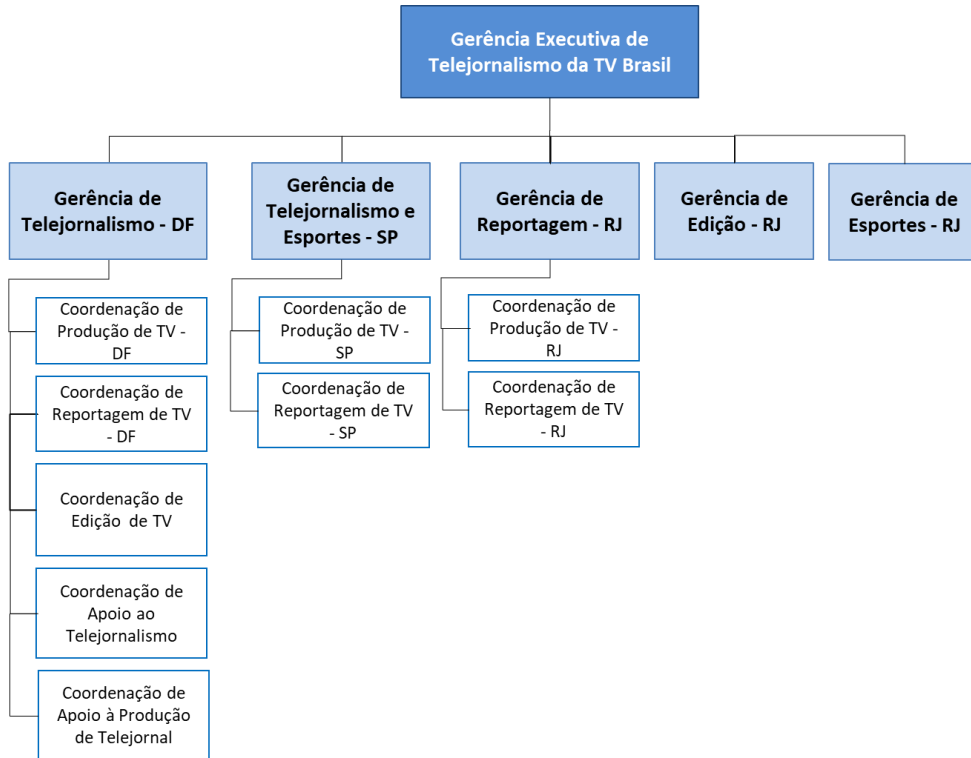 Gerência Executiva de
Telejornalismo da TV Brasil
Gerência de
Telejornalismo - DF
Gerência de
Telejornalismo e
Esportes - SP
Gerência de
Reportagem - RJ
Gerência de
Edição - RJ
Gerência de
Esportes - RJ
Coordenação de
Produção de TV -
DF
Coordenação de
Reportagem de TV
- DF
Coordenação de
Edição de TV
Coordenação de
Apoio ao
Telejornalismo
Coordenação de
Apoio à Produção
de Telejornal
Coordenação de
Produção de TV -
SP
Coordenação de
Reportagem de TV
- SP
Coordenação de
Produção de TV -
RJ
Coordenação de
Reportagem de TV
- RJ